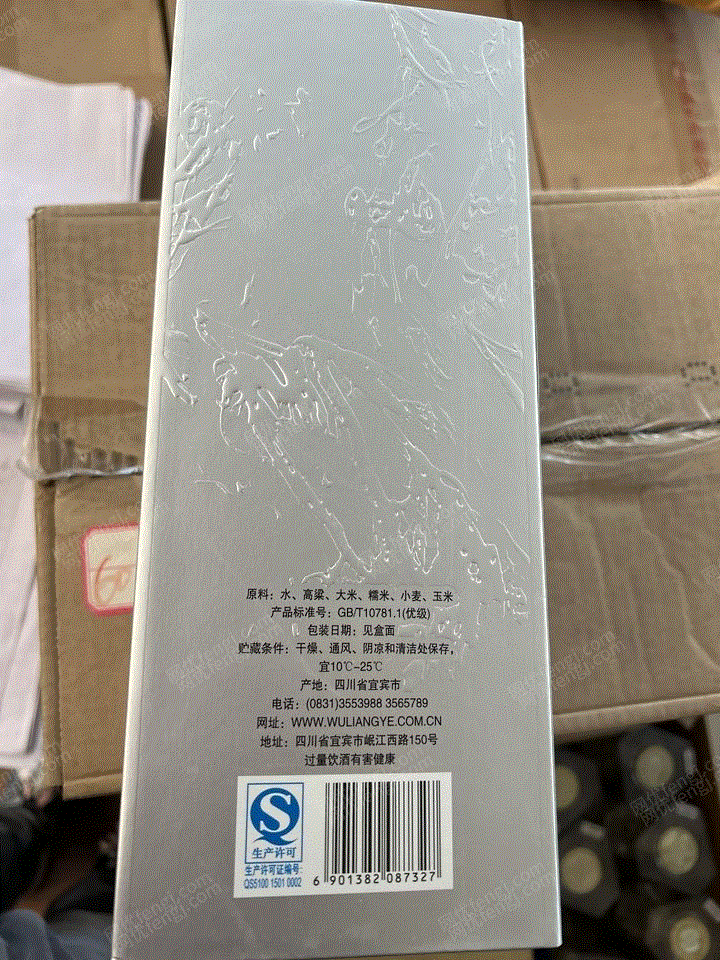 原料：水、高粱、大米、糯米、小麦、玉米
产品标准号：GB/T10781.1(优级)
包装日期：见盒面
贮藏条件：干燥、通风、阴凉和清洁处保存，
宜10℃-25℃
产地：四川省宜宾市
电话：(0831)3553988 3565789
网址：WWW.WULIANGYE.COM.CN
地址：四川省宜宾市岷江西路150号
过量饮酒有害健康
生产许可
生产许可证编号：
QS5100 1501 0002
6 901382 087327